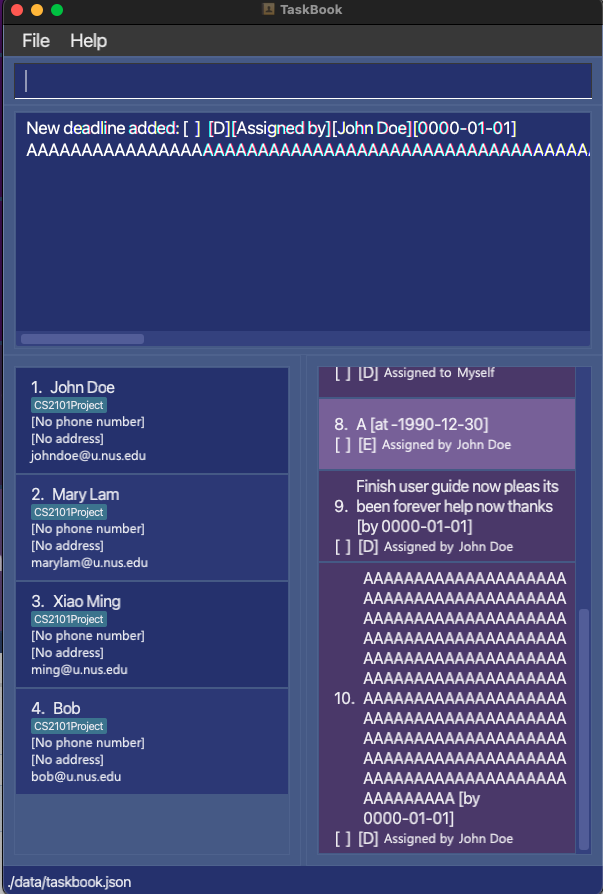 TaskBook
File Help
New deadline added: [ ] [D][Assigned by][John Doe][0000-01-01]
AAAAAAAAAAAAAAAAAAAAAAAAAAAAAAAAAAAAAAAAAAAAAAAAAAAA
1. John Doe
CS2101Project
[No phone number]
[No address]
johndoe@u.nus.edu
2. Mary Lam
CS2101Project
[No phone number]
[No address]
marylam@u.nus.edu
3. Xiao Ming
CS2101Project
[No phone number]
[No address]
ming@u.nus.edu
4. Bob
CS2101Project
[No phone number]
[No address]
bob@u.nus.edu
[ ] [D] Assigned to Myself
8. A [at -1990-12-30]
[ ] [E] Assigned by John Doe
Finish user guide now pleas its
9. been forever help now thanks
[by 0000-01-01]
[ ] [D] Assigned by John Doe
AAAAAAAAAAAAAAAAAAAA
AAAAAAAAAAAAAAAAAAAA
AAAAAAAAAAAAAAAAAAAA
AAAAAAAAAAAAAAAAAAAA
AAAAAAAAAAAAAAAAAAAA
AAAAAAAAAAAAAAAAAAAA
10. AAAAAAAAAAAAAAAAAAAA
AAAAAAAAAAAAAAAAAAAA
AAAAAAAAAAAAAAAAAAAA
AAAAAAAAAAAAAAAAAAAA
AAAAAAAAAAAAAAAAAAAA
AAAAAAAAA [by
0000-01-01]
[ ] [D] Assigned by John Doe
./data/taskbook.json